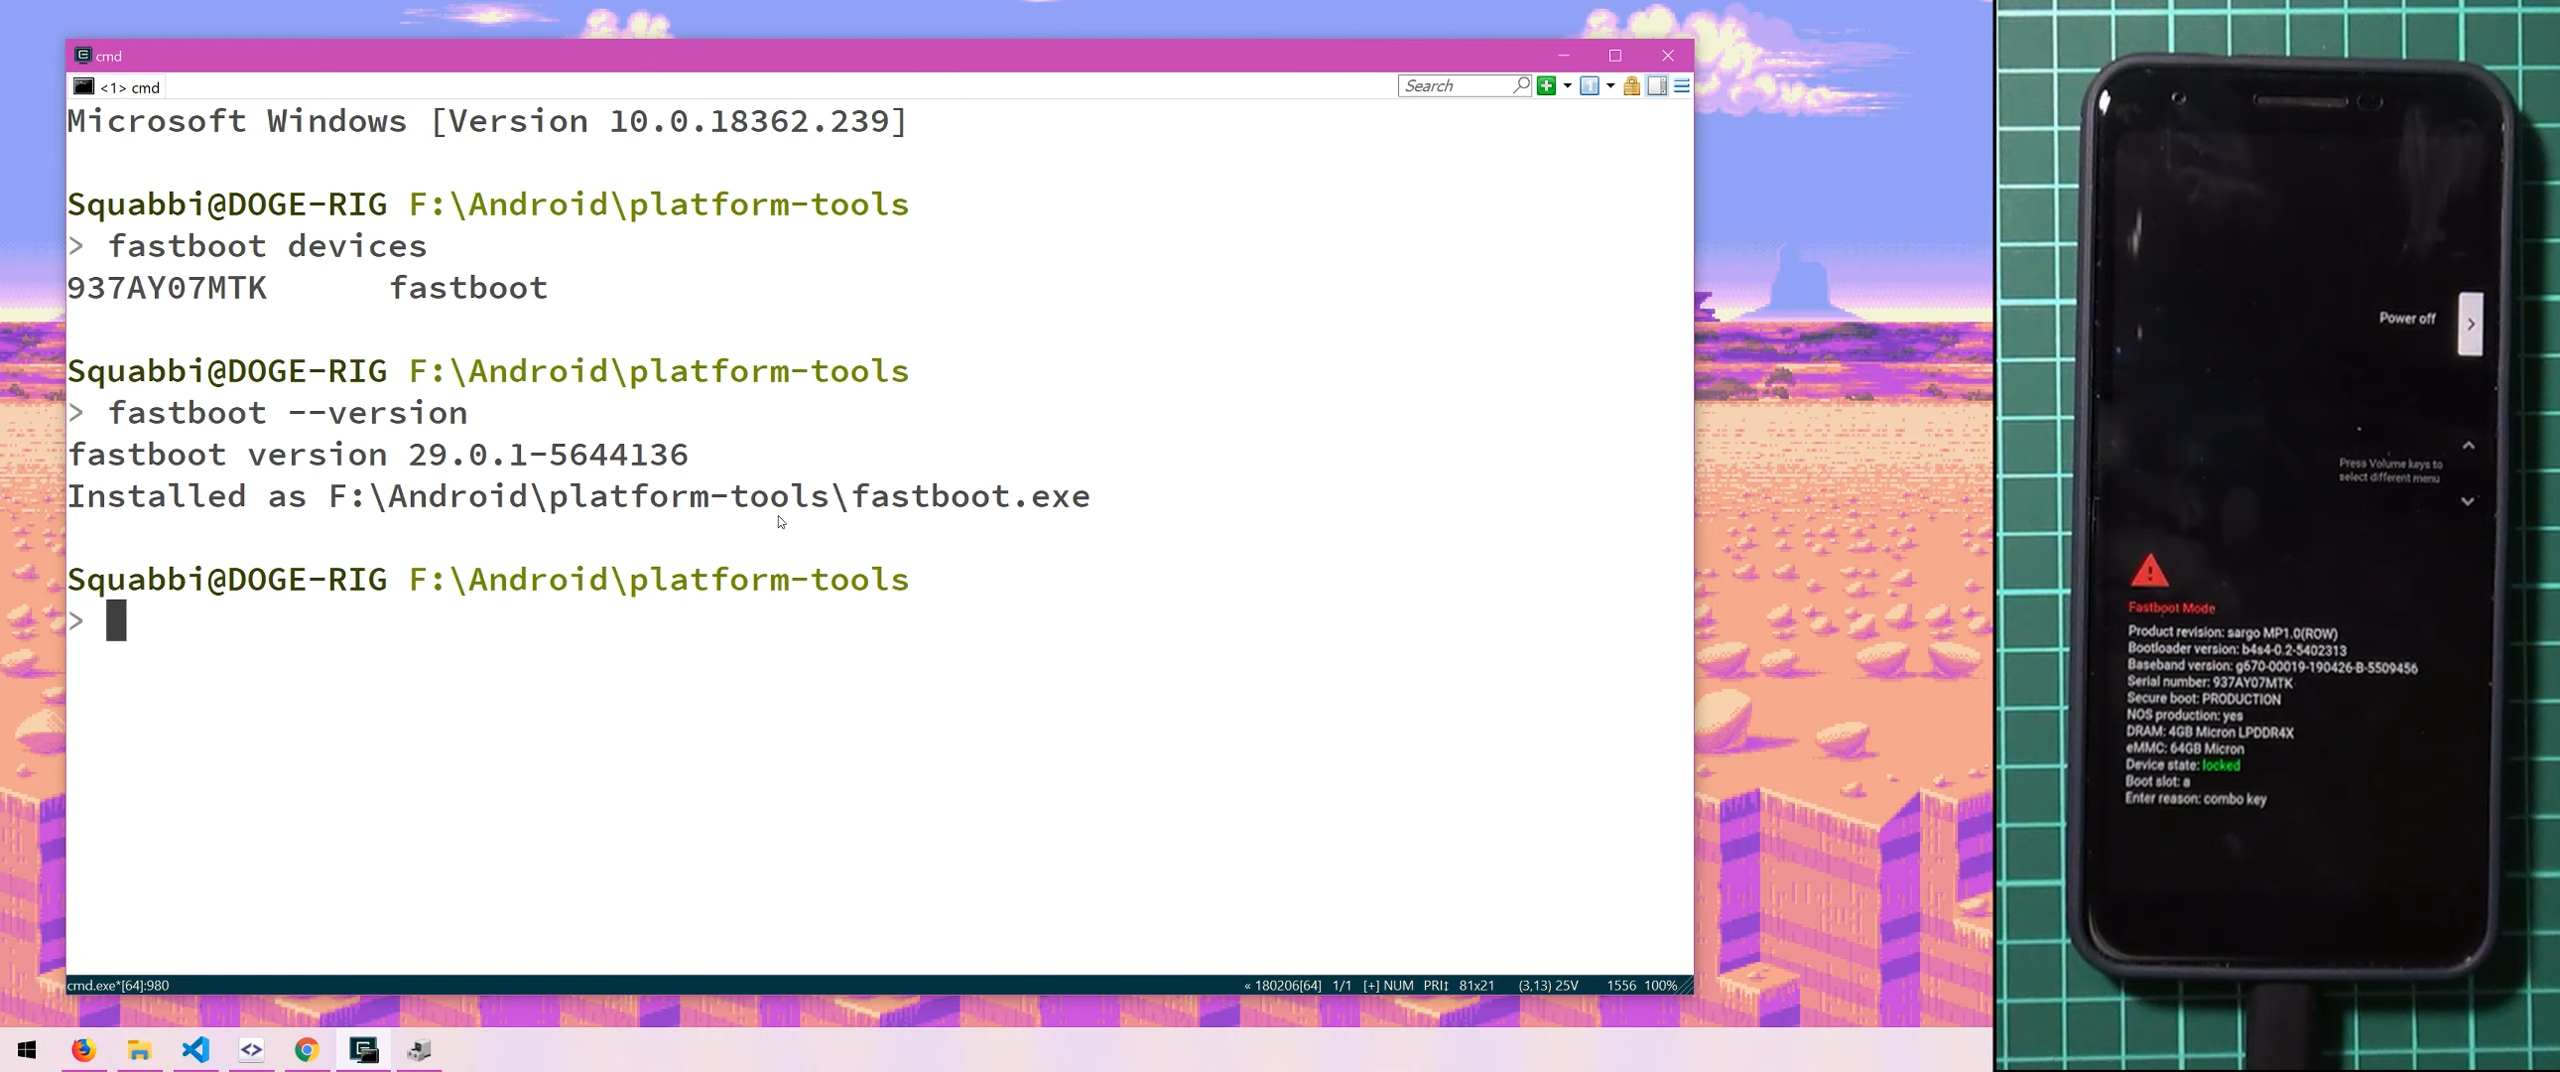 cmd
<1> cmd
Search
Microsoft Windows [Version 10.0.18362.239]
Squabbi@DOGE-RIG F:\Android\platform-tools
> fastboot devices
937AY07MTK fastboot
Squabbi@DOGE-RIG F:\Android\platform-tools
> fastboot --version
fastboot version 29.0.1-5644136
Installed as F:\Android\platform-tools\fastboot.exe
Squabbi@DOGE-RIG F:\Android\platform-tools
>
cmd.exe*[64]:980
« 180206[64] 1/1 [+] NUM PRI↕ 81x21 (3,13) 25V 1556 100%
Power off
Press Volume keys to
select different menu
Fastboot Mode
Product revision: sargo MP1.0(ROW)
Bootloader version: b4s4-0.2-5402313
Baseband version: g670-00019-190426-B-5509456
Serial number: 937AY07MTK
Secure boot: PRODUCTION
NOS production: yes
DRAM: 4GB Micron LPDDR4X
eMMC: 64GB Micron
Device state: locked
Boot slot: a
Enter reason: combo key